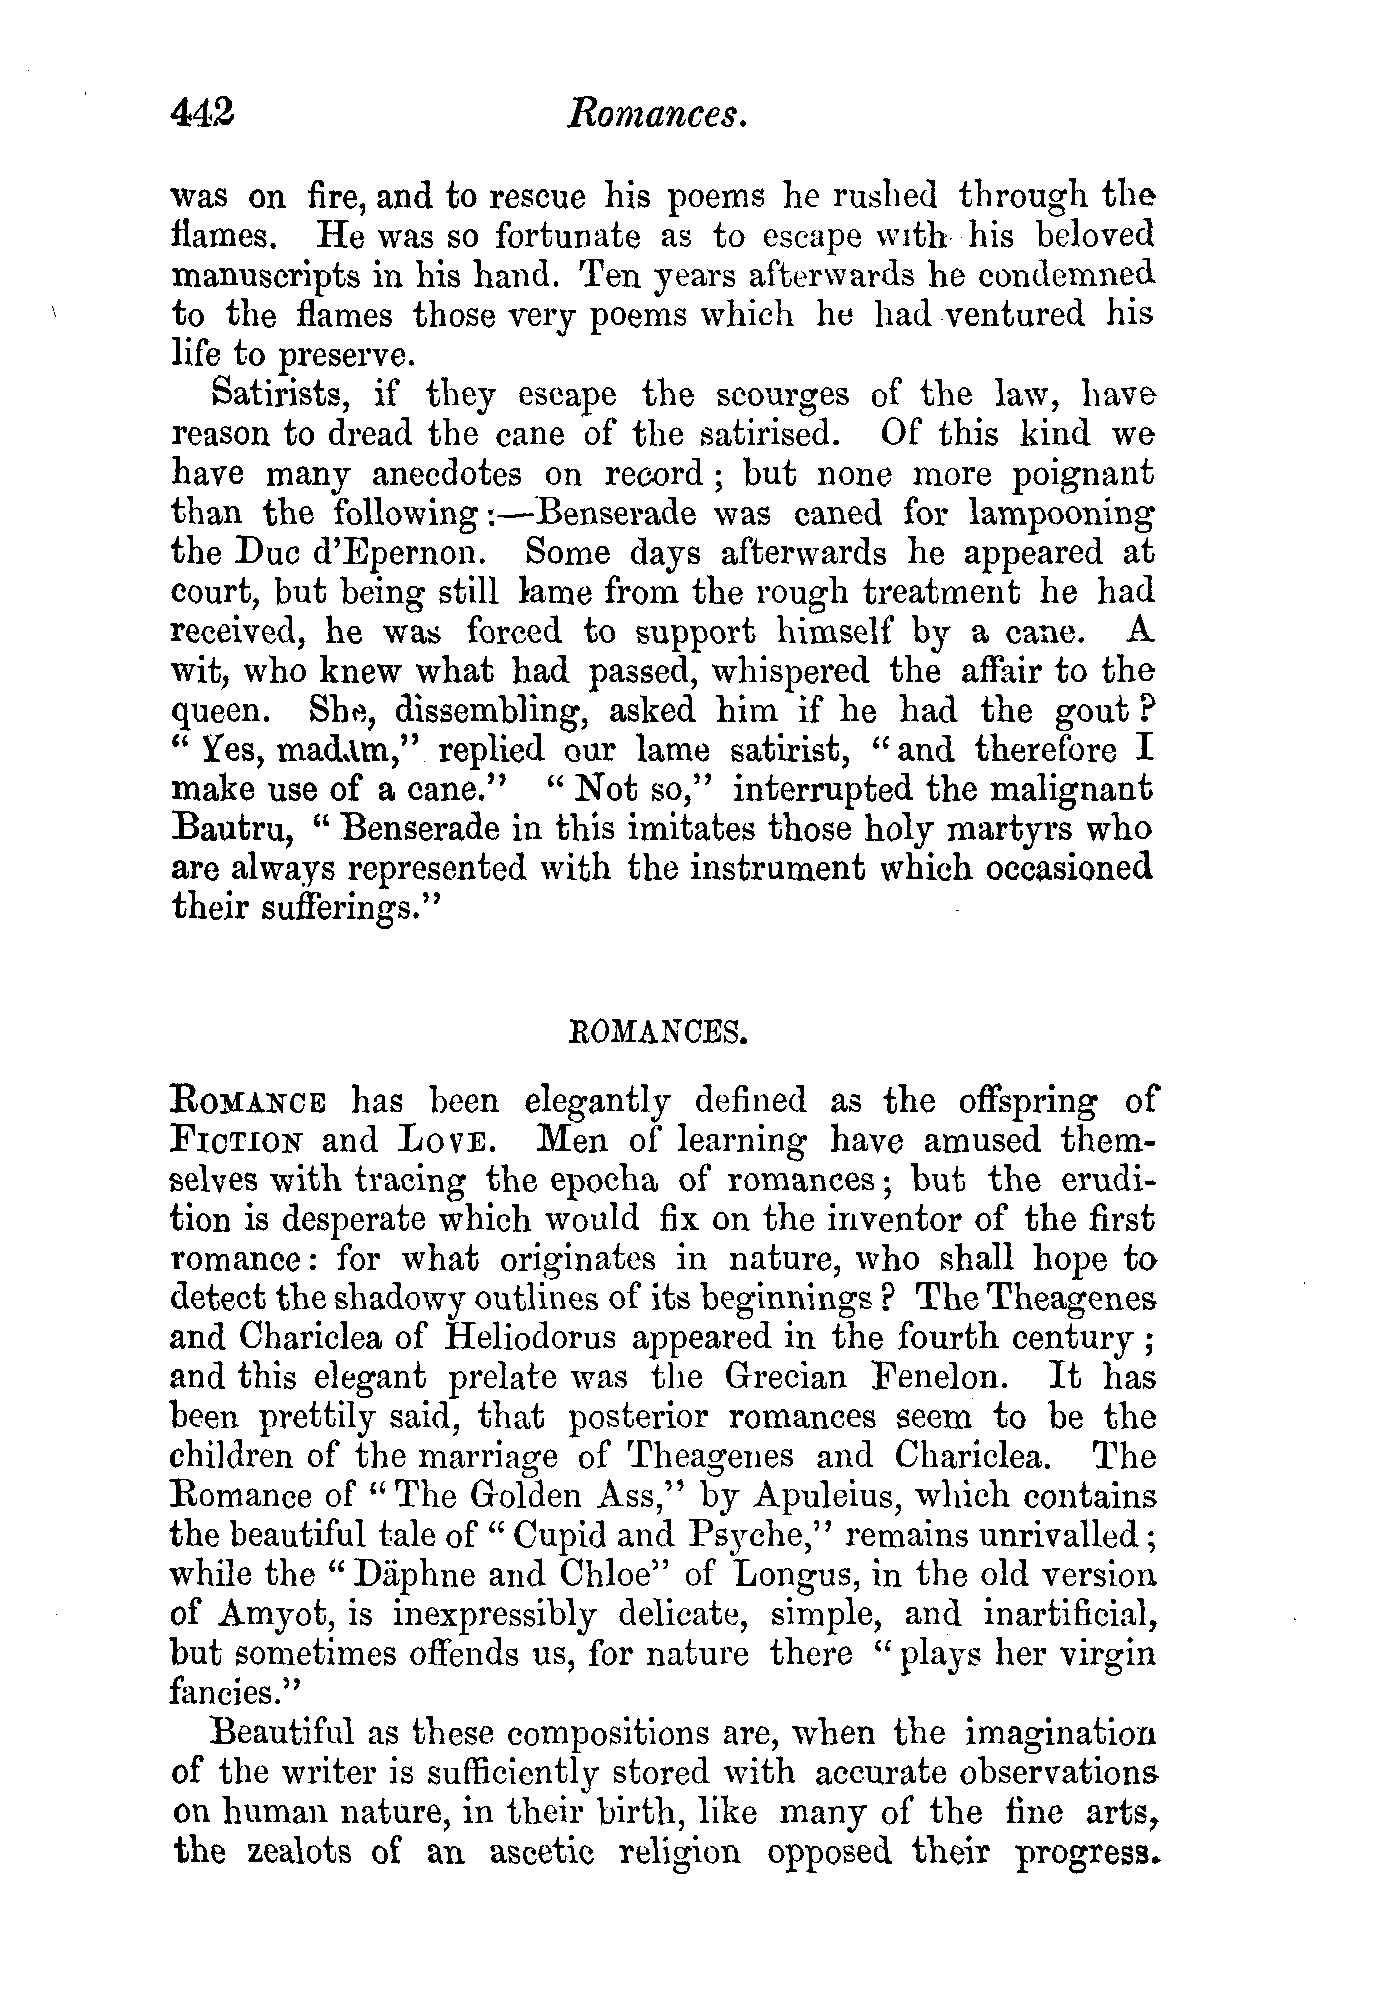 442 Romances.
was on fire, and to rescue his poems he rushed through the
flames. He was so fortunate as to escape with his beloved
manuscripts in his hand. Ten years afterwards he condemned
to the flames those very poems which he had ventured his
life to preserve.
Satirists, if they escape the scourges of the law, have
reason to dread the cane of the satirised. Of this kind we
have many anecdotes on record ; but none more poignant
than the following :—Benserade was caned for lampooning
the Duc d'Epernon. Some days afterwards he appeared at
court, but being still lame from the rough treatment he had
received, he was forced to support himself by a cane. A
wit, who knew what had passed, whispered the affair to the
queen. She, dissembling, asked him if he had the gout ?
" Yes, madam," replied our lame satirist, " and therefore I
make use of a cane." " Not so," interrupted the malignant
Bautru, " Benserade in this imitates those holy martyrs who
are always represented with the instrument which occasioned
their sufferings."
ROMANCES.
ROMANCE has been elegantly defined as the offspring of
FICTION and LOVE. Men of learning have amused them-
selves with tracing the epocha of romances ; but the erudi-
tion is desperate which would fix on the inventor of the first
romance : for what originates in nature, who shall hope to
detect the shadowy outlines of its beginnings ? The Theagenes
and Chariclea of Heliodorus appeared in the fourth century ;
and this elegant prelate was the Grecian Fenelon. It has
been prettily said, that posterior romances seem to be the
children of the marriage of Theagenes and Chariclea. The
Romance of " The Golden Ass," by Apuleius, which contains
the beautiful tale of " Cupid and Psyche," remains unrivalled ;
while the " Däphne and Chloe" of Longus, in the old version
of Amyot, is inexpressibly delicate, simple, and inartificial,
but sometimes offends us, for nature there " plays her virgin
fancies."
Beautiful as these compositions are, when the imagination
of the writer is sufficiently stored with accurate observations
on human nature, in their birth, like many of the fine arts,
the zealots of an ascetic religion opposed their progress.